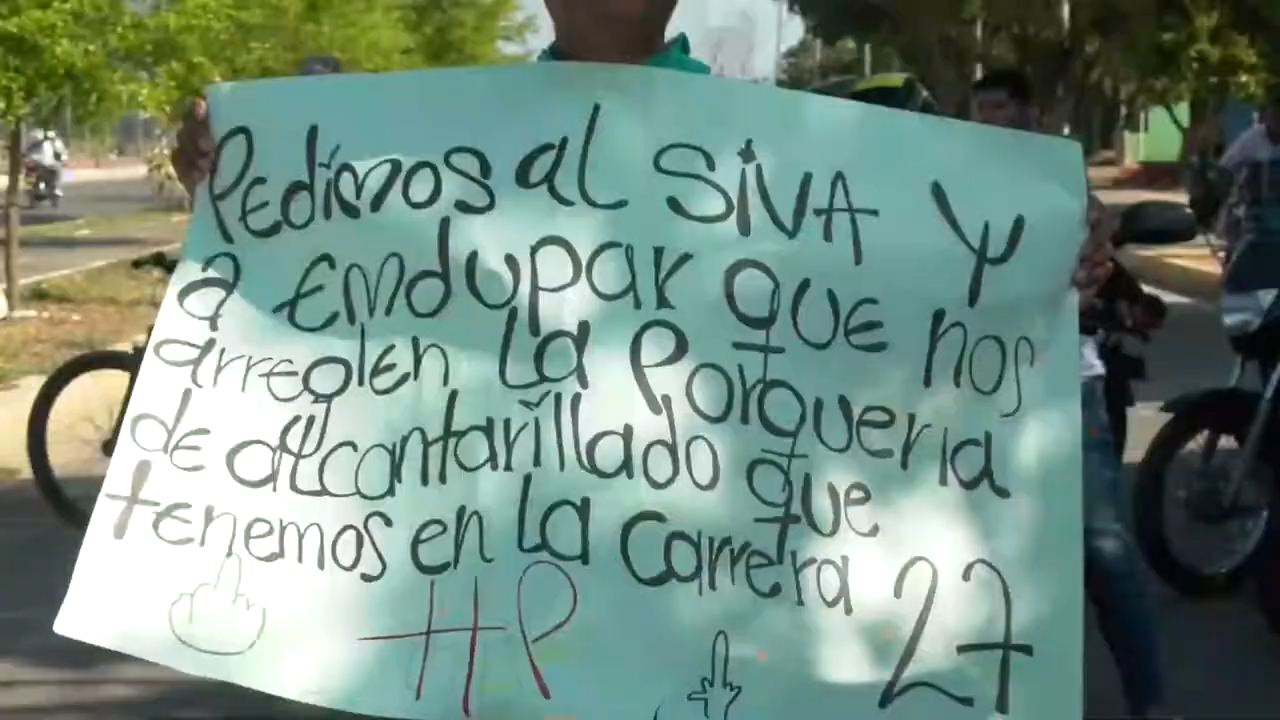 Pedimos al SIVA Y
a Emdupar que nos
arreglen la Porqueria
de alcantarillado que
tenemos en la carrera 27
HP